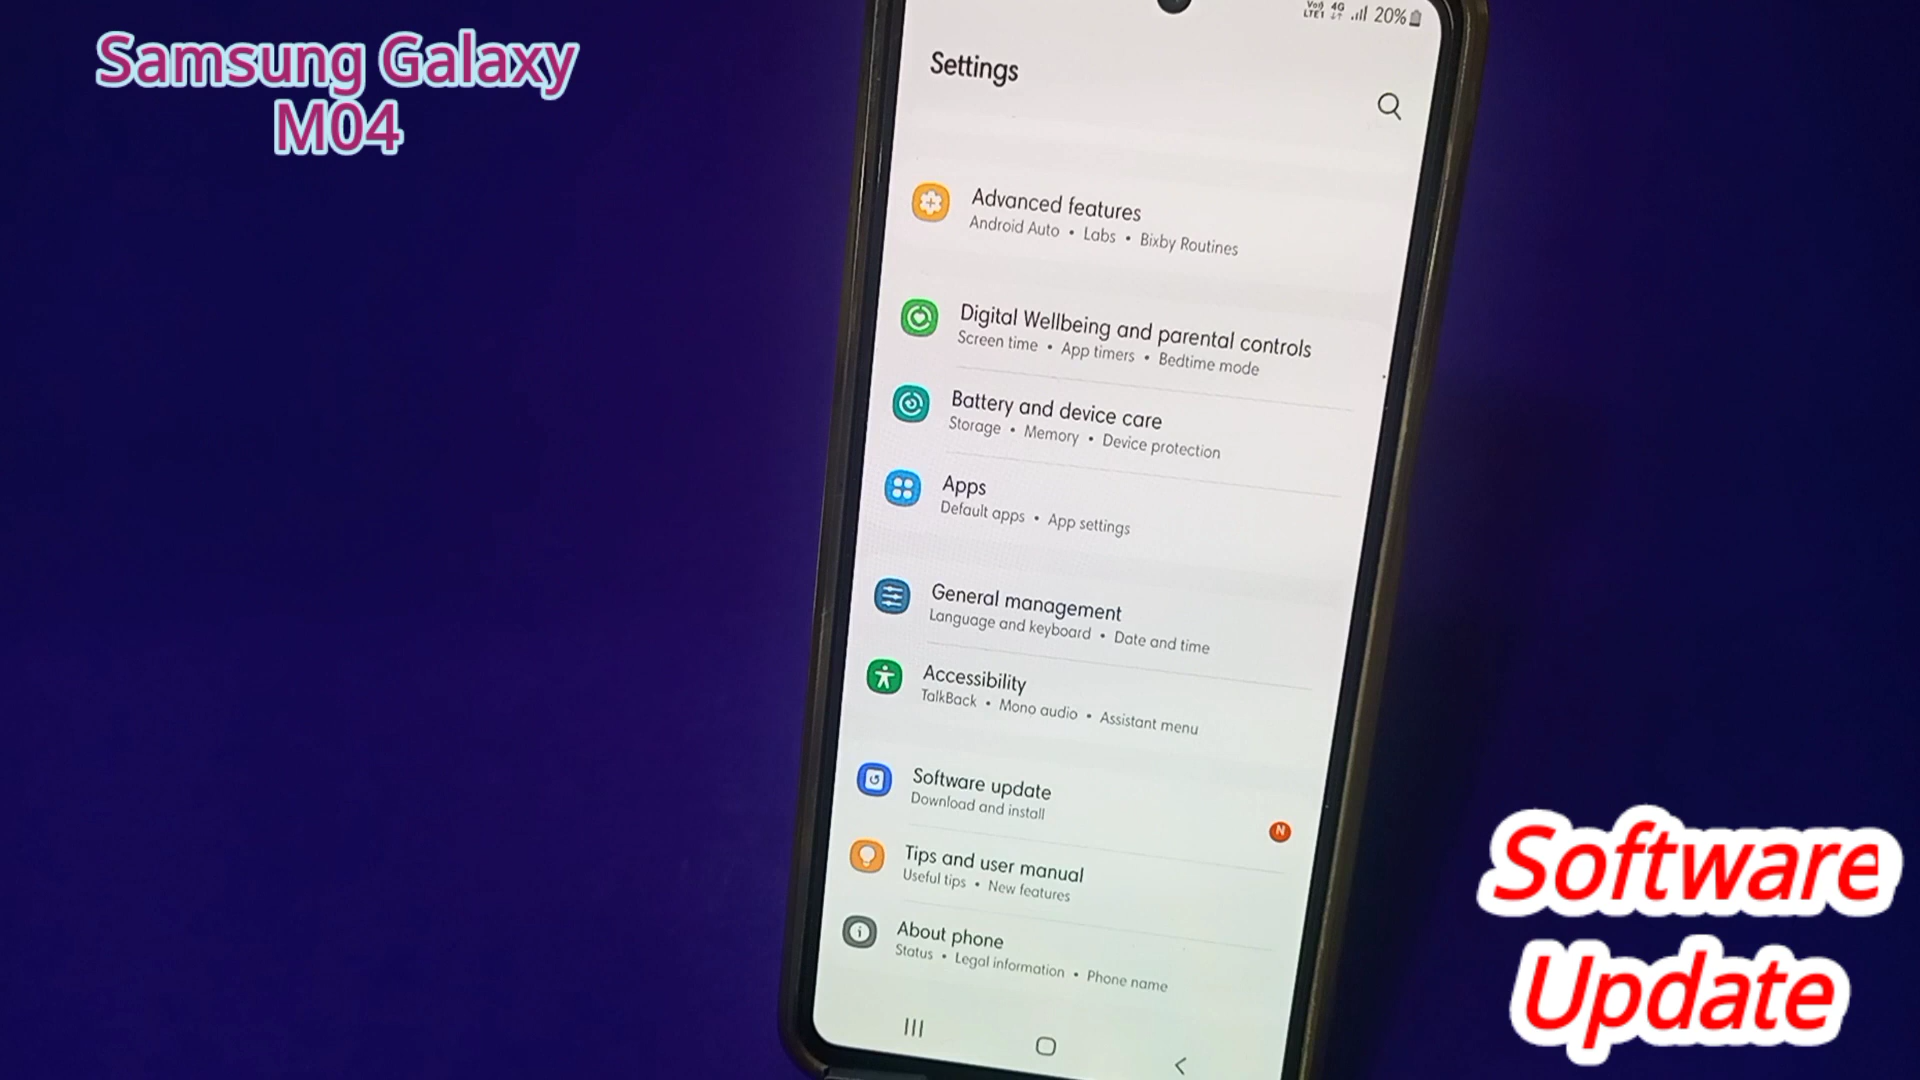 Samsung Galaxy
M04
Vo)) 4G 20%
LTE1
Settings
Advanced features
Android Auto • Labs • Bixby Routines
Digital Wellbeing and parental controls
Screen time • App timers • Bedtime mode
Battery and device care
Storage • Memory • Device protection
Apps
Default apps • App settings
General management
Language and keyboard • Date and time
Accessibility
TalkBack • Mono audio • Assistant menu
Software update
Download and install
N
Tips and user manual
Useful tips • New features
About phone
Status • Legal information • Phone name
Software
Update